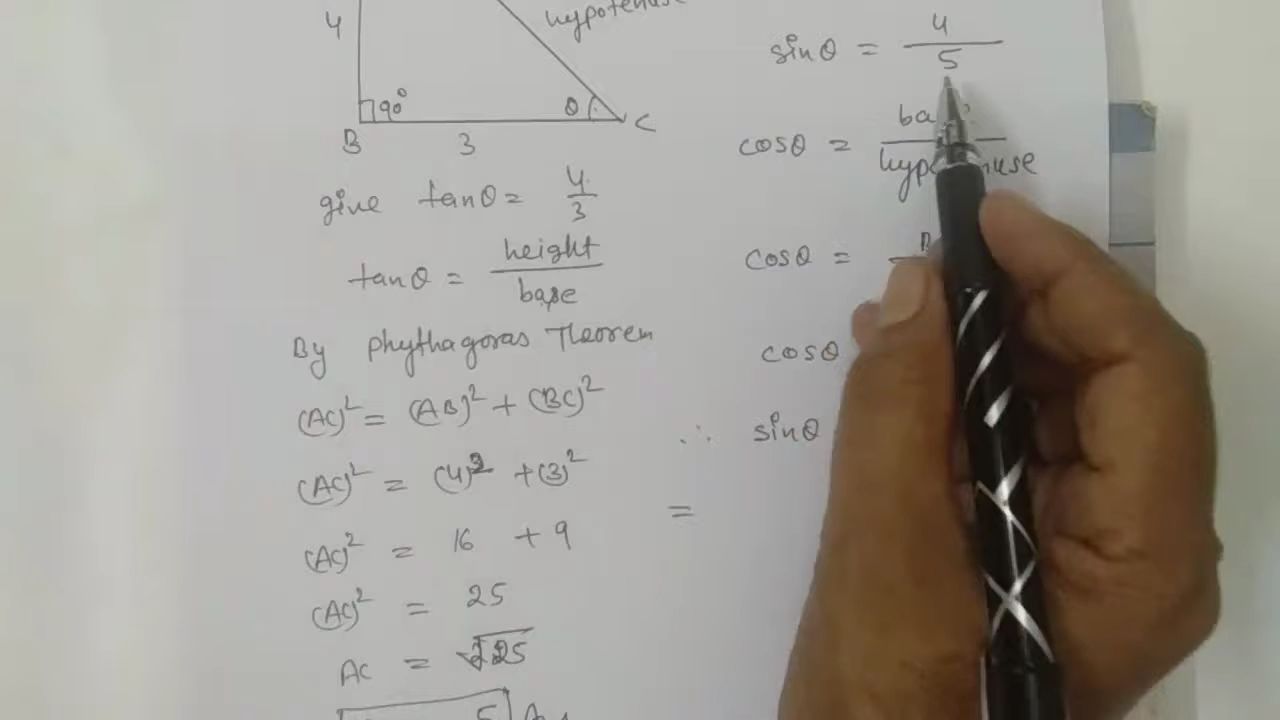 4
hypotenuse
90°
θ
B
3
C
give tanθ = 4/3
tanθ = height/base
By Phythagoras Theorem
(AC)² = (AB)² + (BC)²
(AC)² = (4)² + (3)²
(AC)² = 16 + 9
(AC)² = 25
AC = √25
5
sinθ = 4/5
cosθ =
cosθ =
cosθ
∴ sinθ
=